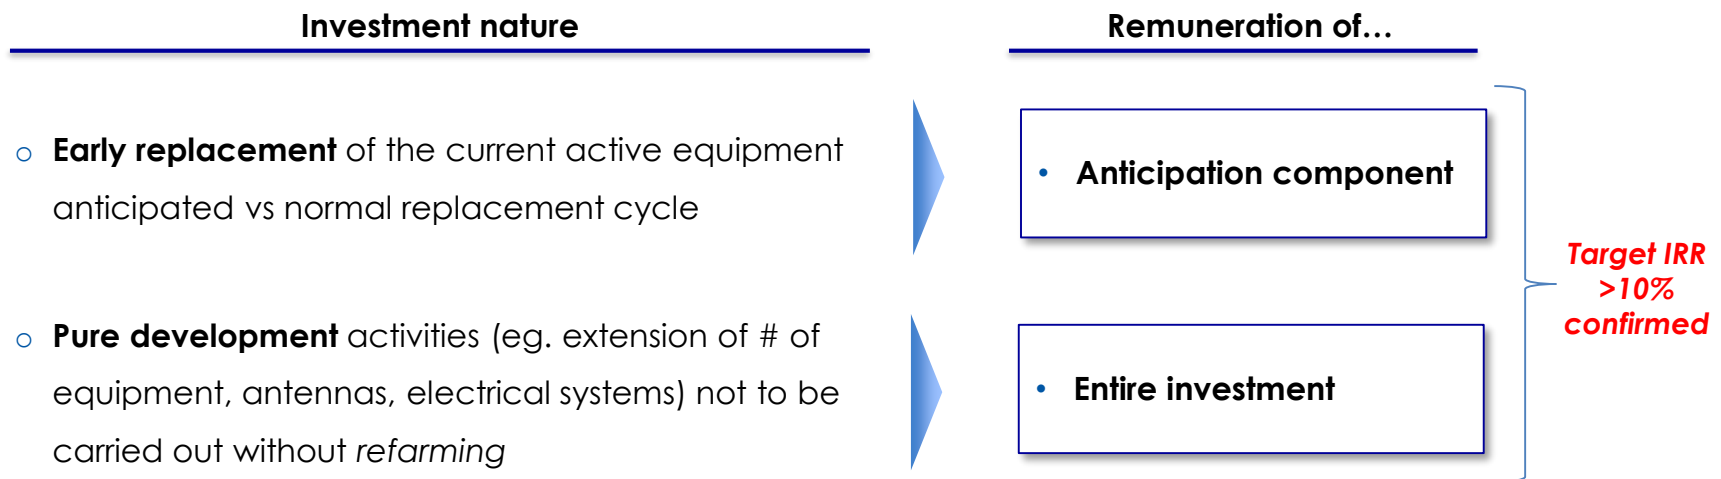 Investment nature
Remuneration of…
o Early replacement of the current active equipment
anticipated vs normal replacement cycle
• Anticipation component
Target IRR
>10%
confirmed
o Pure development activities (eg. extension of # of
equipment, antennas, electrical systems) not to be
carried out without refarming
• Entire investment